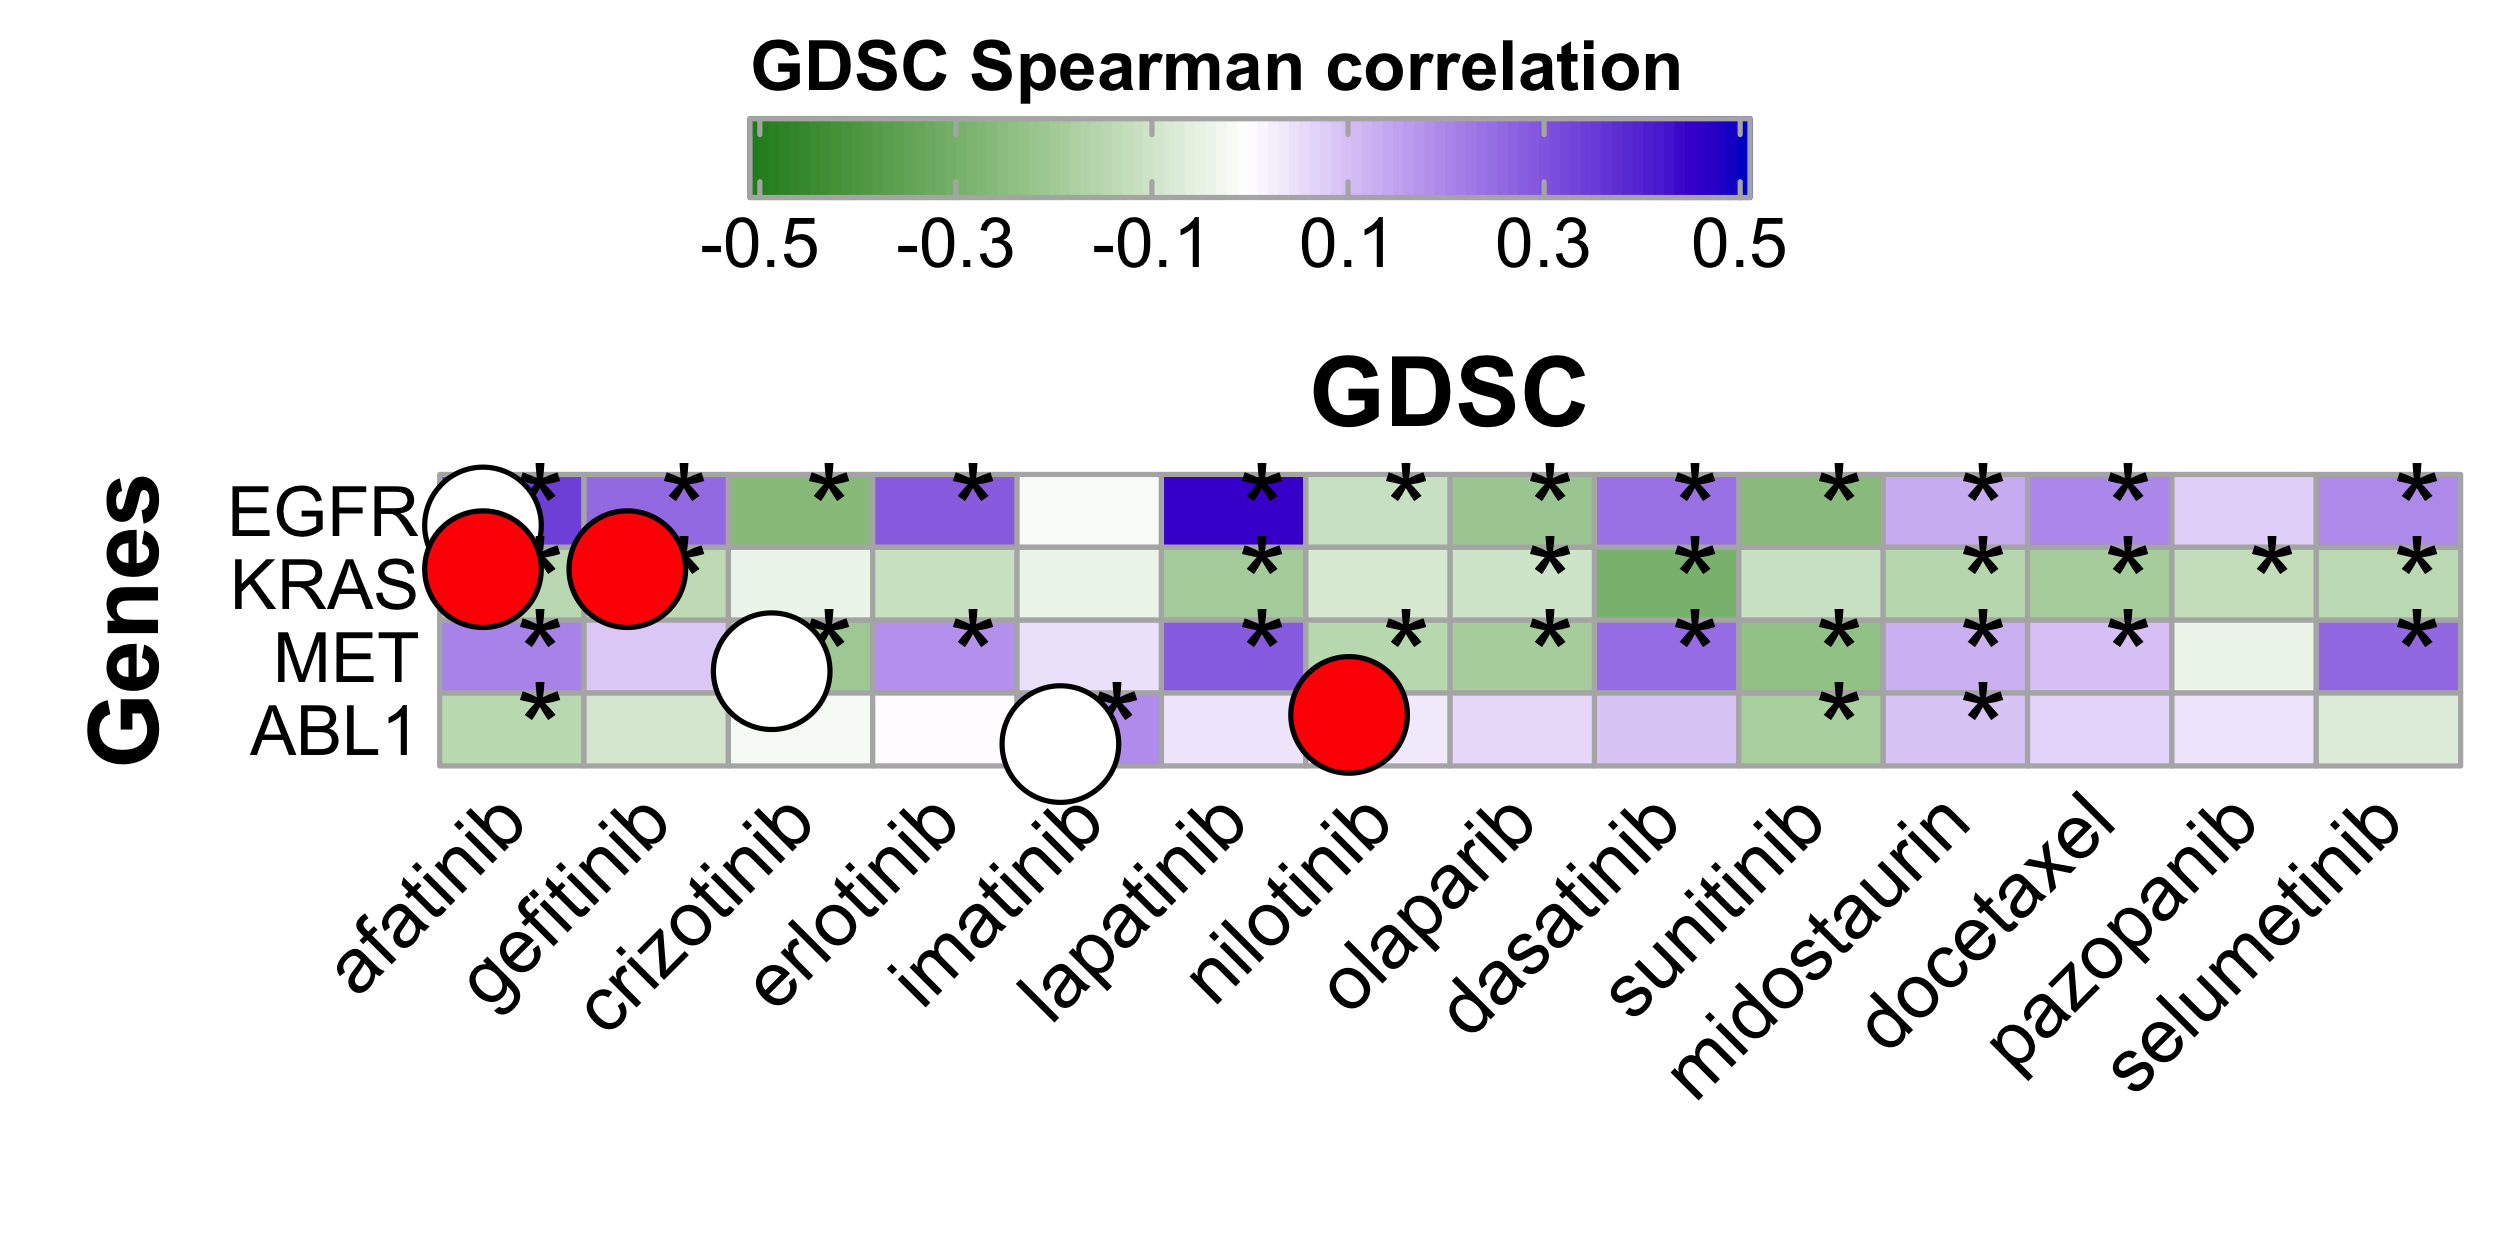 GDSC Spearman correlation
-0.5 -0.3 -0.1 0.1 0.3 0.5
GDSC
Genes
EGFR * * * * * * * * * * * *
KRAS * * * * * * * * *
MET * * * * * * * * * *
ABL1 * * * *
afatinib gefitinib crizotinib erlotinib imatinib lapatinib nilotinib olaparib dasatinib sunitinib midostaurin docetaxel pazopanib selumetinib